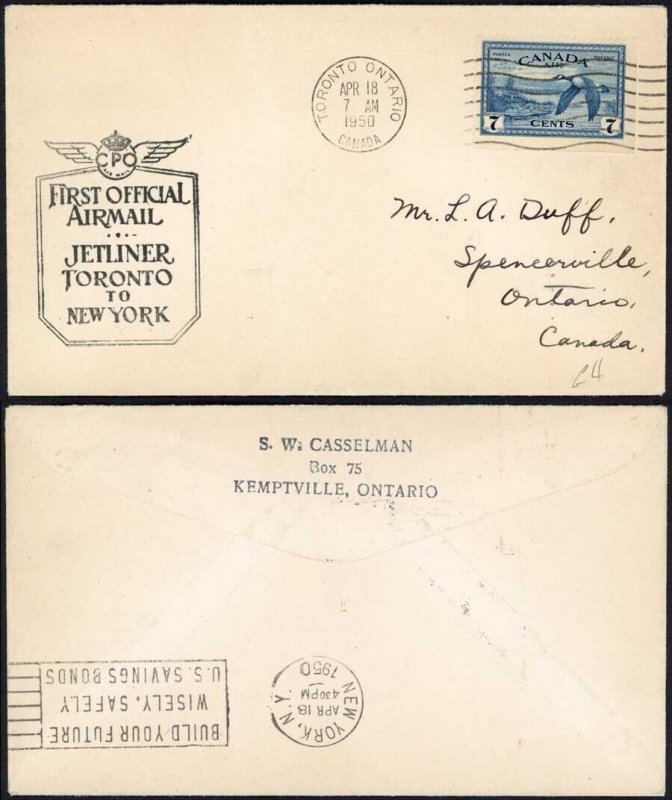 TORONTO ONTARIO
APR 18
7 AM
1950
CANADA
CANADA
AIR
7 CENTS 7
CPO
AIR MAIL
FIRST OFFICIAL
AIRMAIL
JETLINER
TORONTO
TO
NEW YORK
Mr. L. A. Duff,
Spencerville,
Ontario,
Canada.
C4
S. W. CASSELMAN
Box 75
KEMPTVILLE, ONTARIO
NEW YORK, N.Y.
APR 18
430PM
1950
BUILD YOUR FUTURE
WISELY, SAFELY
U.S. SAVINGS BONDS